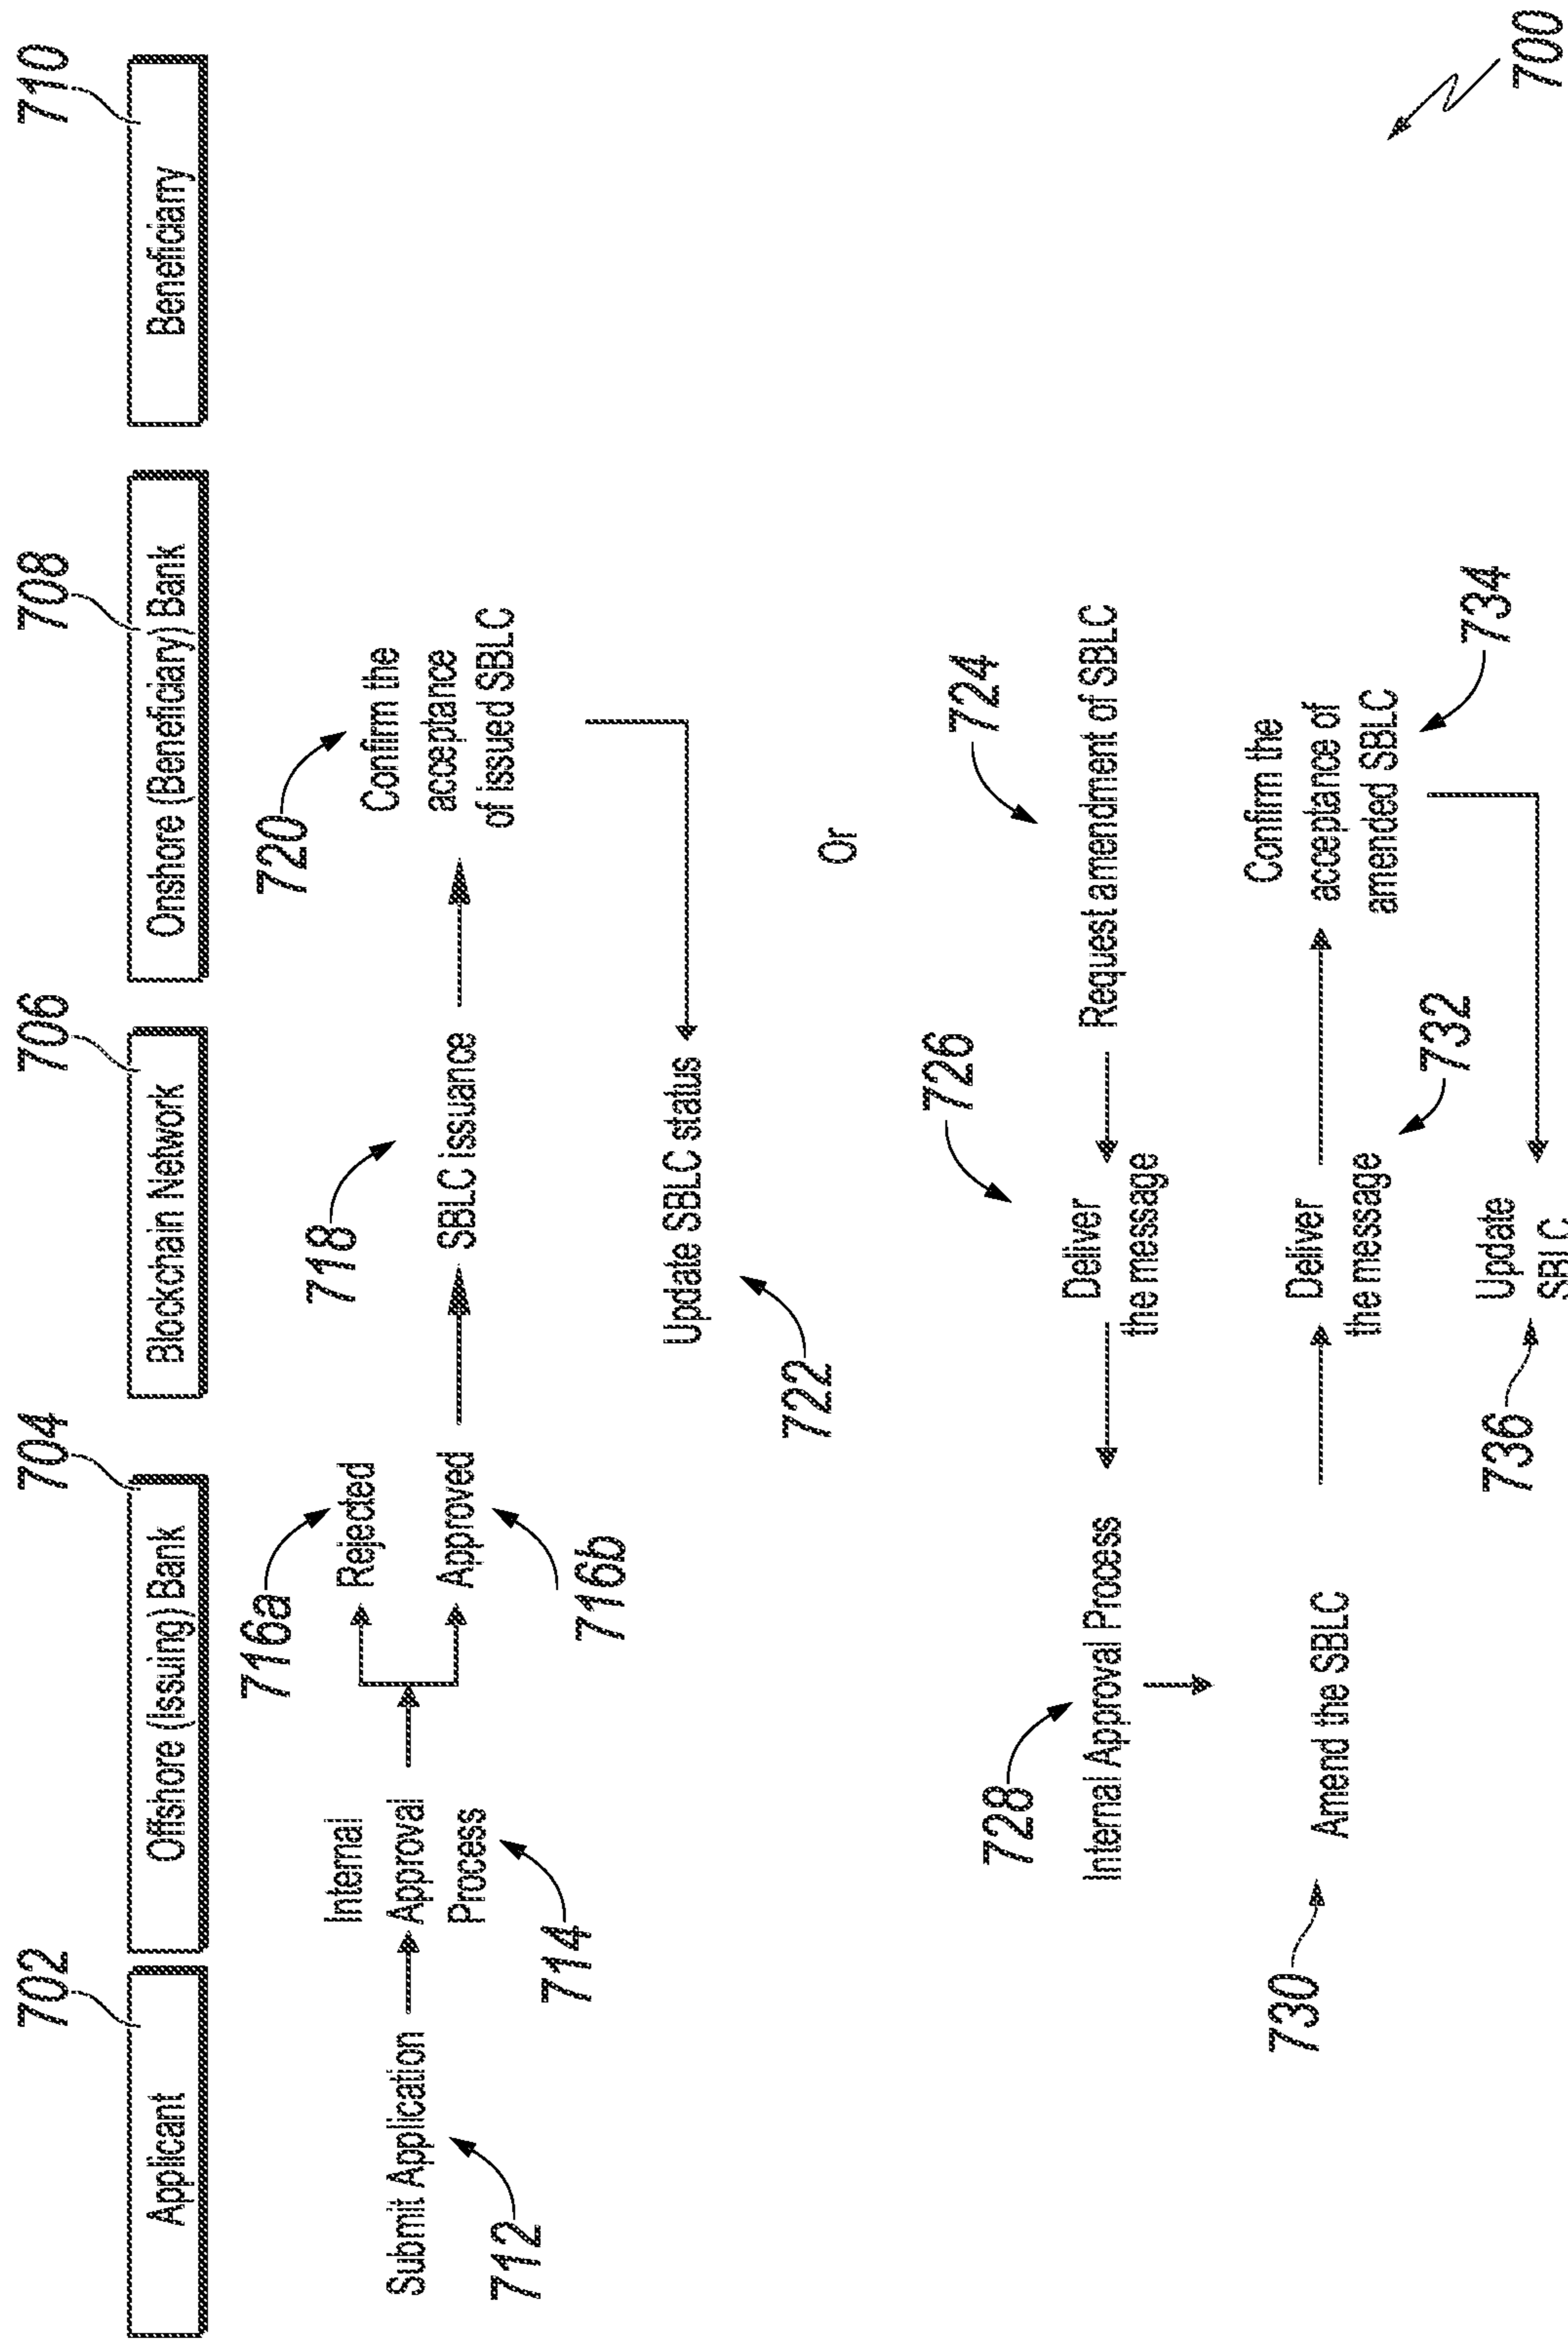 702
704
706
708
710
Applicant
Offshore (Issuing) Bank
Blockchain Network
Onshore (Beneficiary) Bank
Beneficiarry
716a
718
720
Submit Application
712
Internal
Approval
Process
714
Rejected
Approved
716b
SBLC issuance
Confirm the
acceptance
of issued SBLC
Update SBLC status
722
Or
728
726
724
Internal Approval Process
Deliver
the message
Request amendment of SBLC
730
Amend the SBLC
Deliver
the message
732
Confirm the
acceptance of
amended SBLC
734
736
Update
SBLC
700